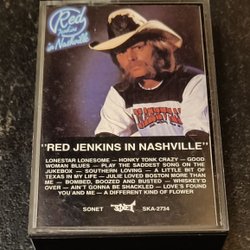 Red
Jenkins
in Nashville
"RED JENKINS IN NASHVILLE"
LONESTAR LONESOME — HONKY TONK CRAZY — GOOD
WOMAN BLUES — PLAY THE SADDEST SONG ON THE
JUKEBOX — SOUTHERN LOVING — A LITTLE BIT OF
TEXAS IN MY LIFE — JULIE LOVED BOSTON MORE THAN
ME — BOMBED, BOOZED AND BUSTED — WHISKEY'D
OVER — AIN'T GONNA BE SHACKLED — LOVE'S FOUND
YOU AND ME — A DIFFERENT KIND OF FLOWER
SONET SKA-2734